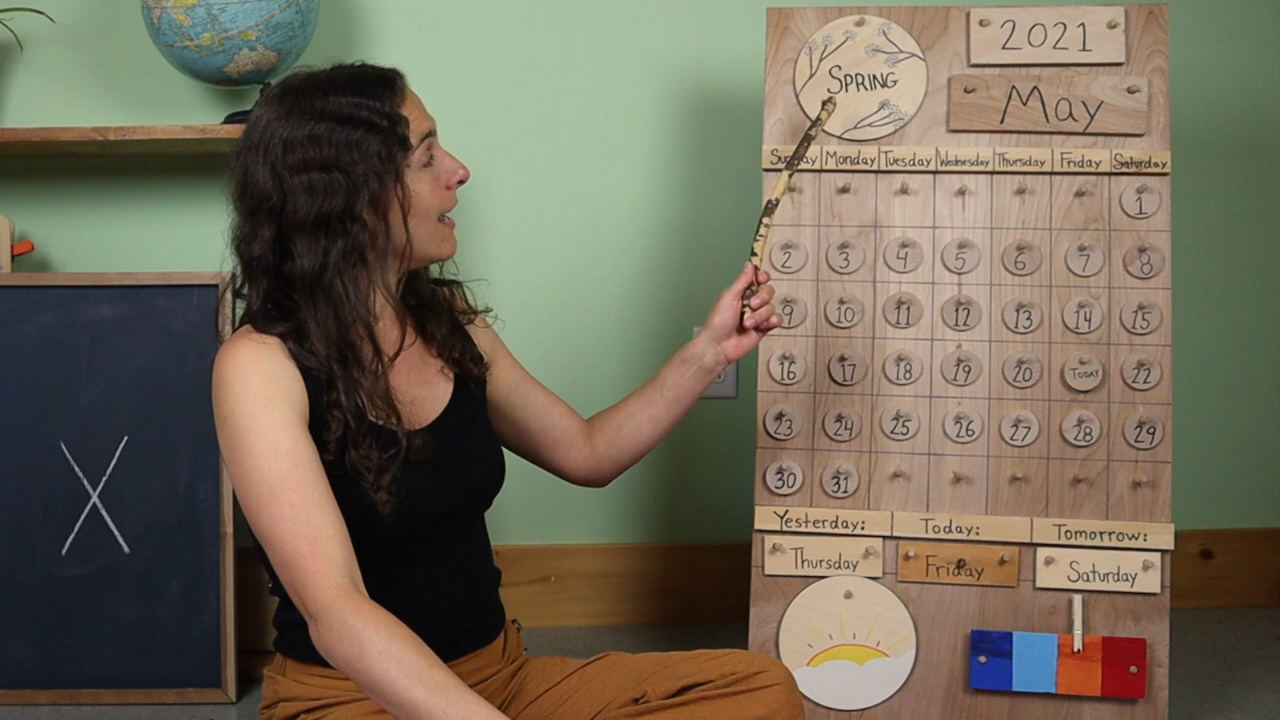 2021
SPRING
May
Sunday Monday Tuesday Wednesday Thursday Friday Saturday
1
2 3 4 5 6 7 8
9 10 11 12 13 14 15
16 17 18 19 20 TODAY 22
23 24 25 26 27 28 29
30 31
Yesterday: Today: Tomorrow:
Thursday Friday Saturday
X